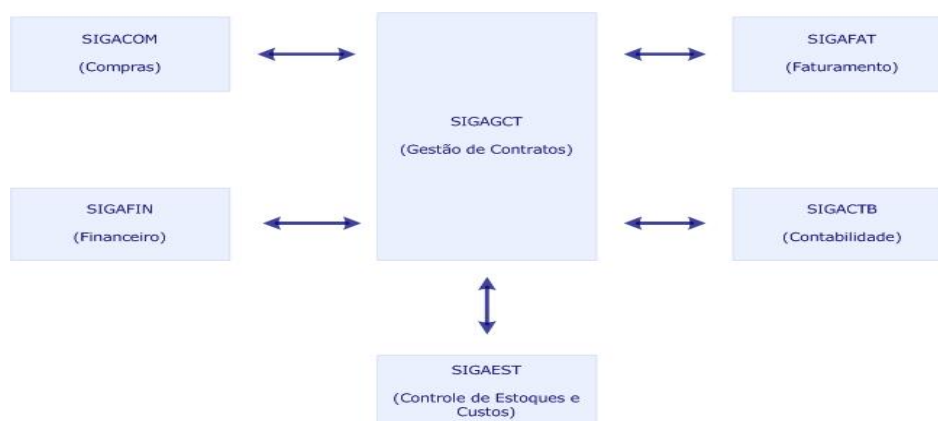 SIGACOM
(Compras)
SIGAFAT
(Faturamento)
SIGAGCT
(Gestão de Contratos)
SIGAFIN
(Financeiro)
SIGACTB
(Contabilidade)
SIGAEST
(Controle de Estoques e
Custos)